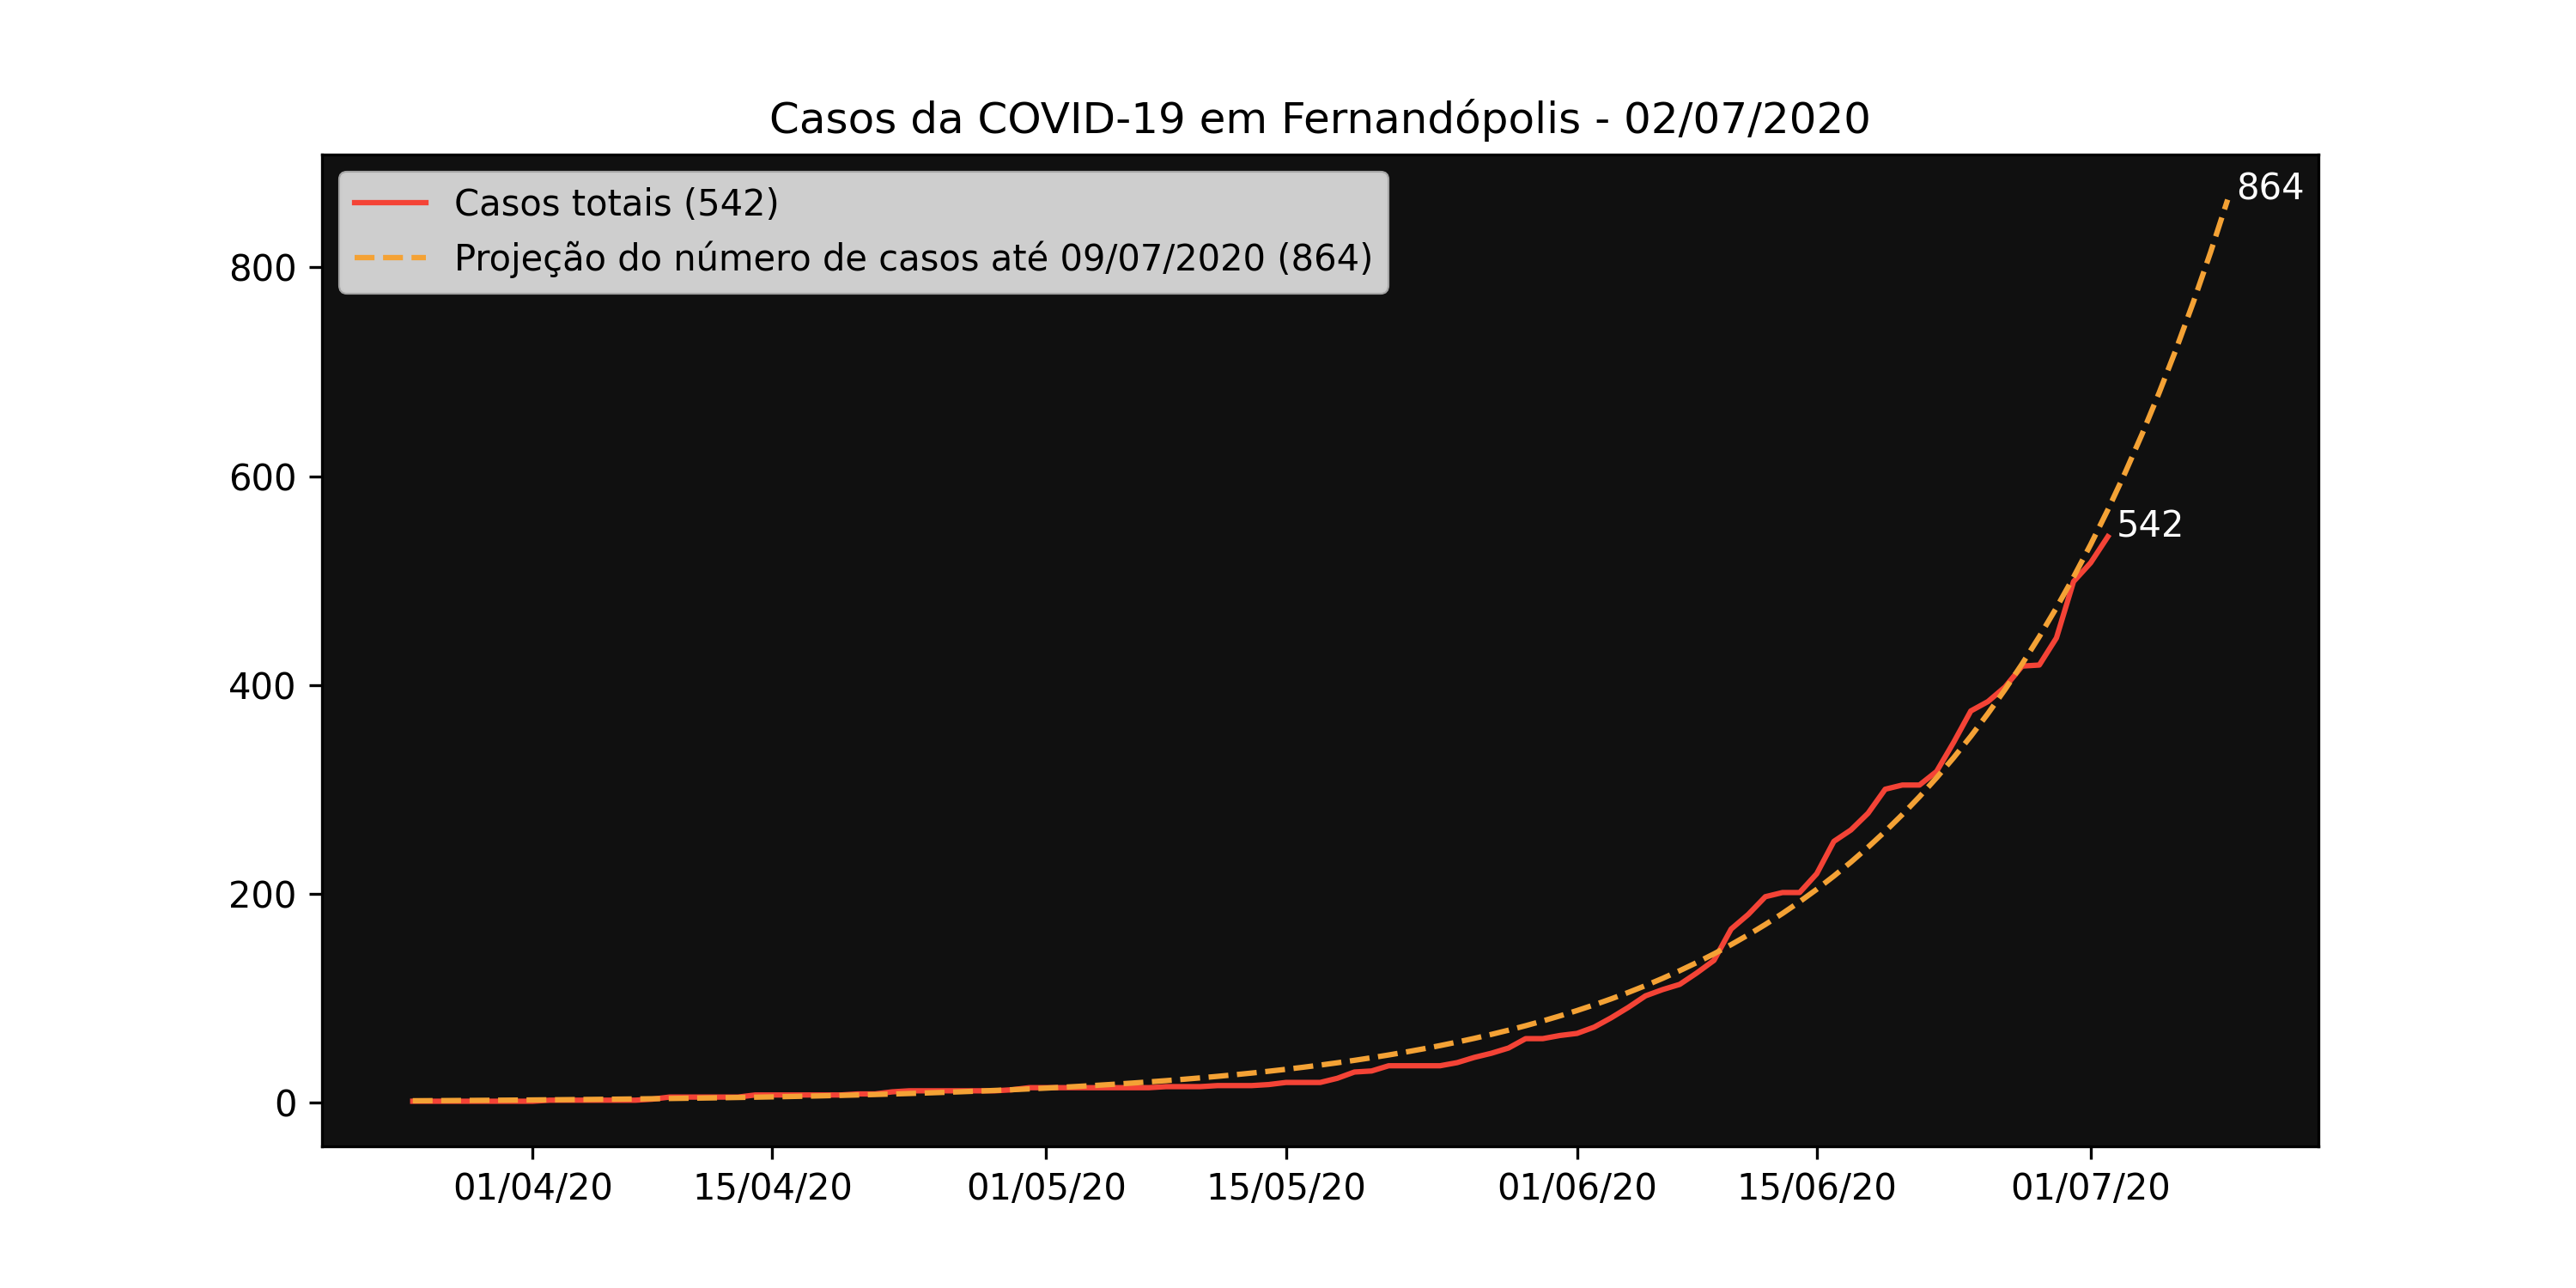 Casos da COVID-19 em Fernandópolis - 02/07/2020
Casos totais (542)
Projeção do número de casos até 09/07/2020 (864)
864
800
600
542
400
200
0
01/04/20 15/04/20 01/05/20 15/05/20 01/06/20 15/06/20 01/07/20